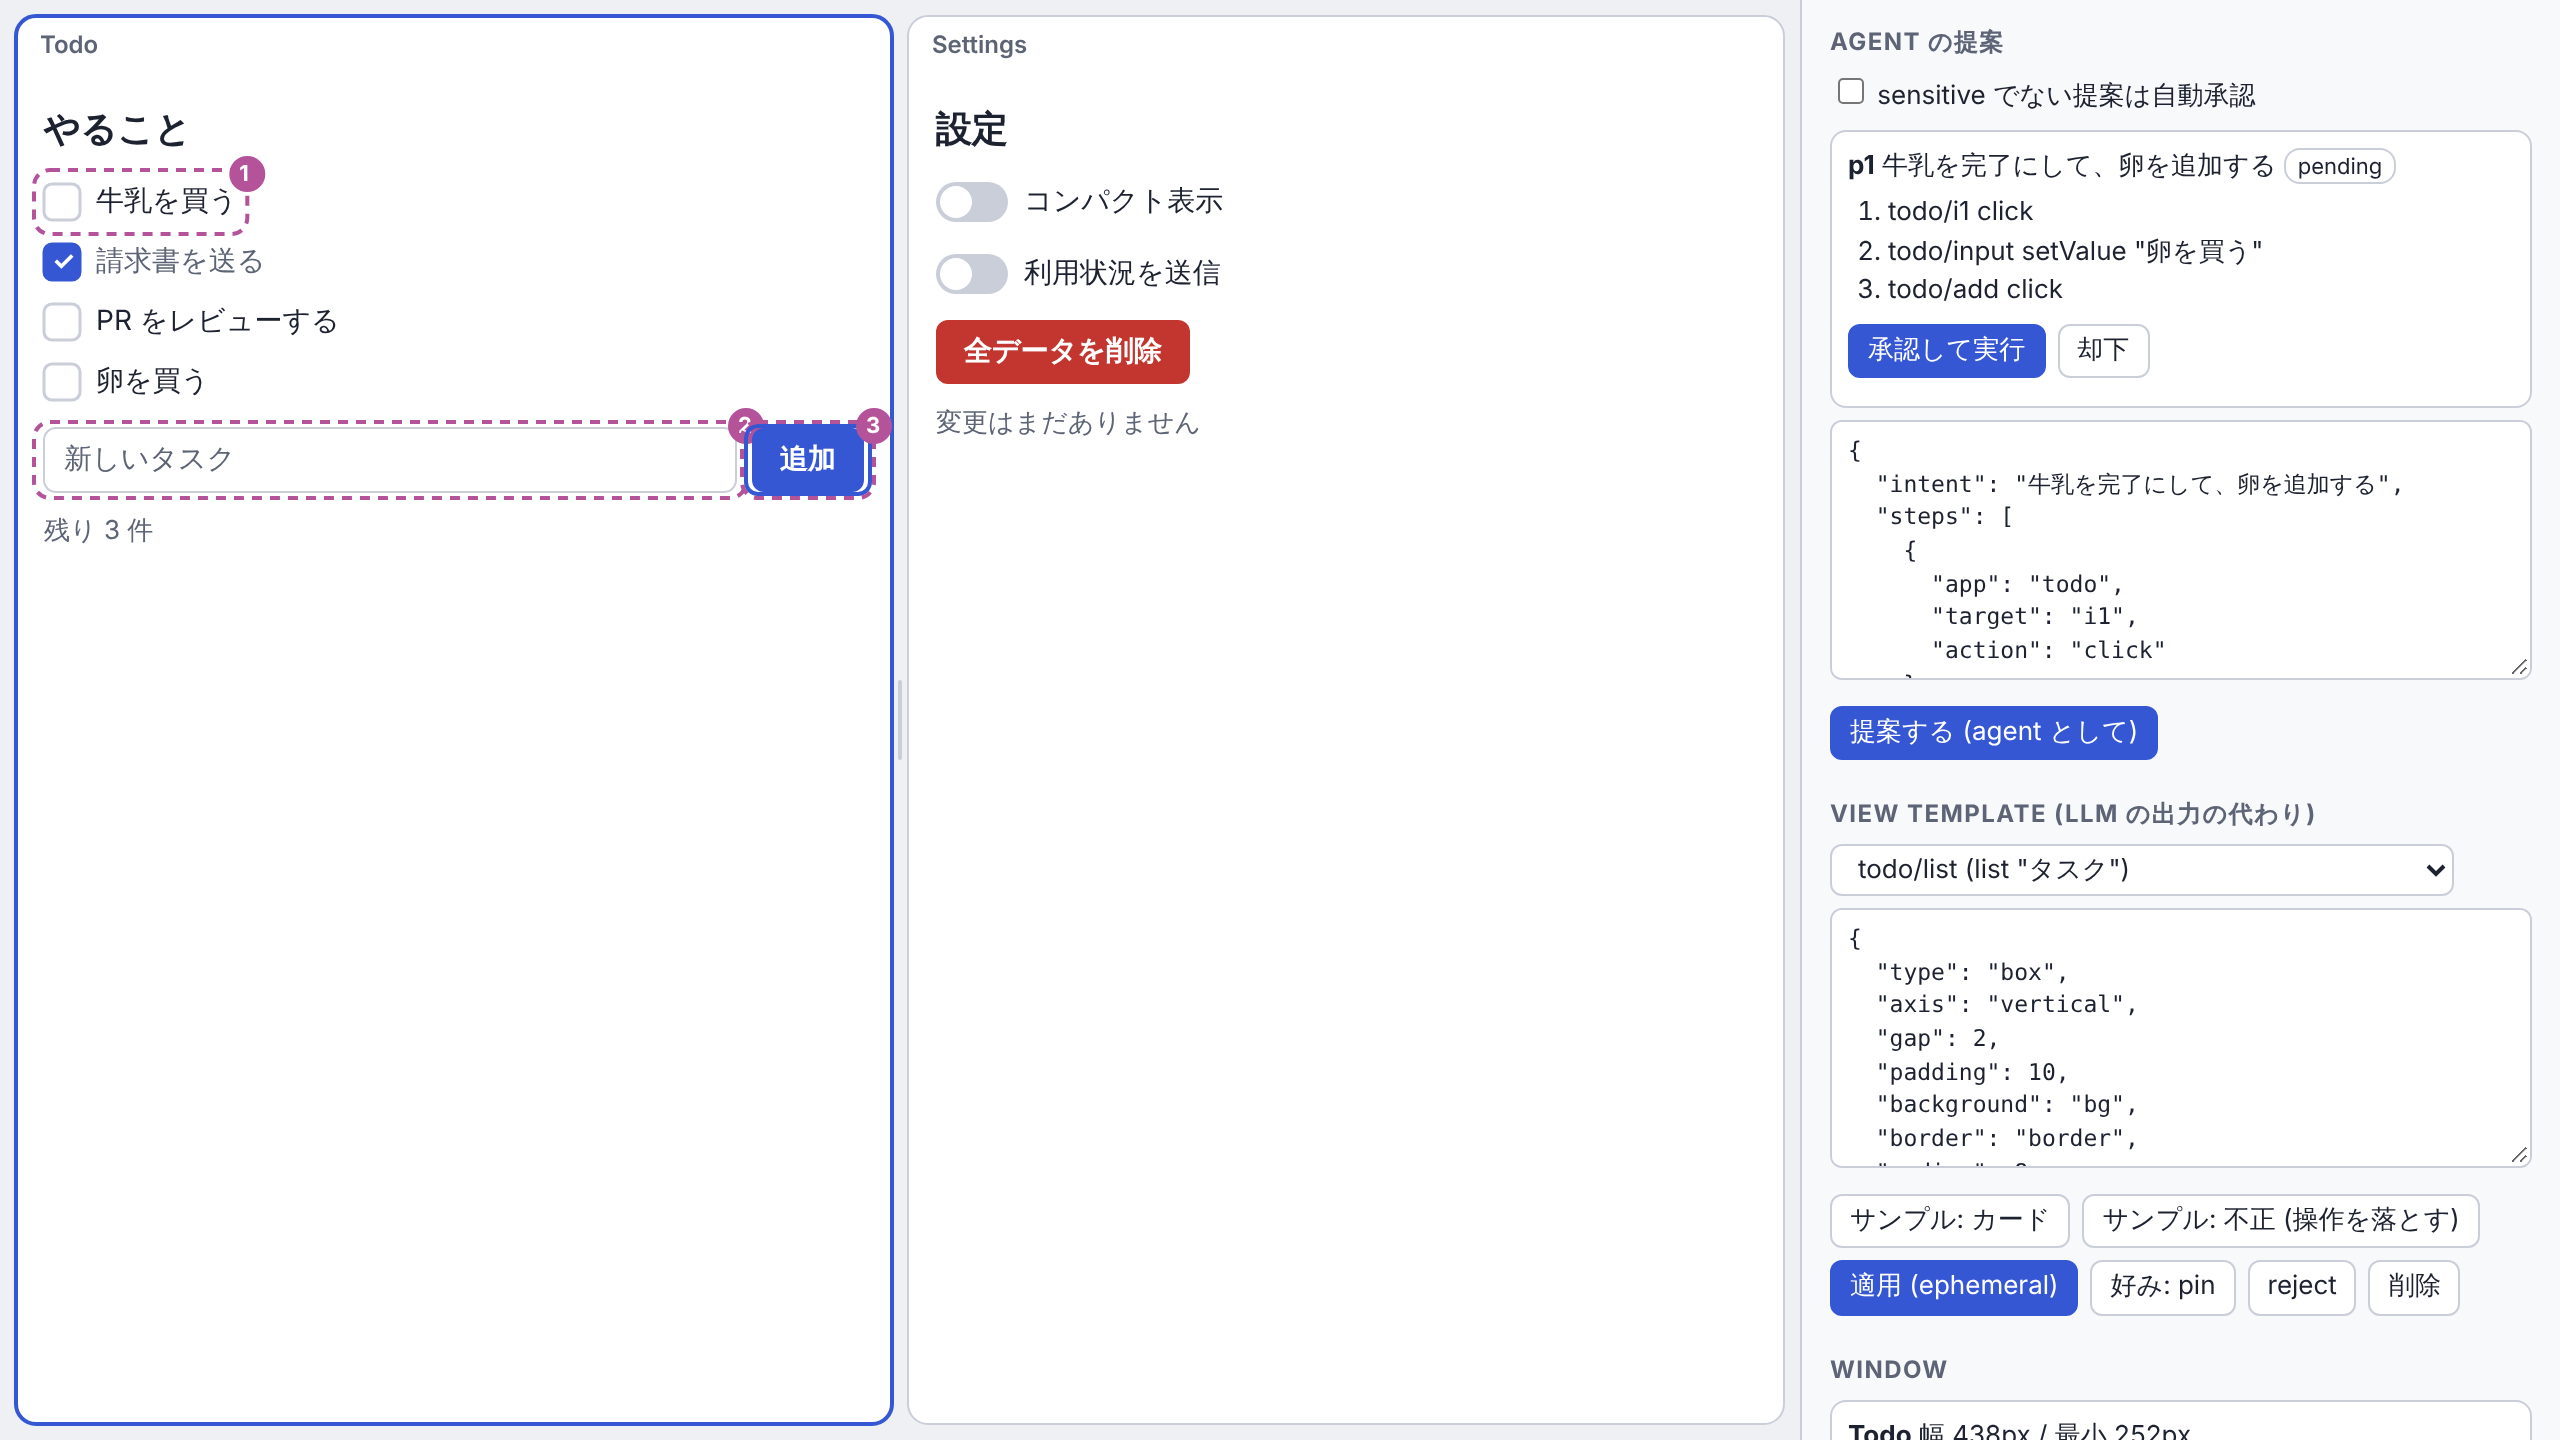 Todo
やること
1
牛乳を買う
請求書を送る
PR をレビューする
卵を買う
2
3
新しいタスク
追加
残り 3 件
Settings
設定
コンパクト表示
利用状況を送信
全データを削除
変更はまだありません
AGENT の提案
sensitive でない提案は自動承認
p1 牛乳を完了にして、卵を追加する pending
1. todo/i1 click
2. todo/input setValue "卵を買う"
3. todo/add click
承認して実行 却下
{
"intent": "牛乳を完了にして、卵を追加する",
"steps": [
{
"app": "todo",
"target": "i1",
"action": "click"
提案する (agent として)
VIEW TEMPLATE (LLM の出力の代わり)
todo/list (list "タスク")
{
"type": "box",
"axis": "vertical",
"gap": 2,
"padding": 10,
"background": "bg",
"border": "border",
サンプル: カード サンプル: 不正 (操作を落とす)
適用 (ephemeral) 好み: pin reject 削除
WINDOW
Todo 幅 438px / 最小 252px